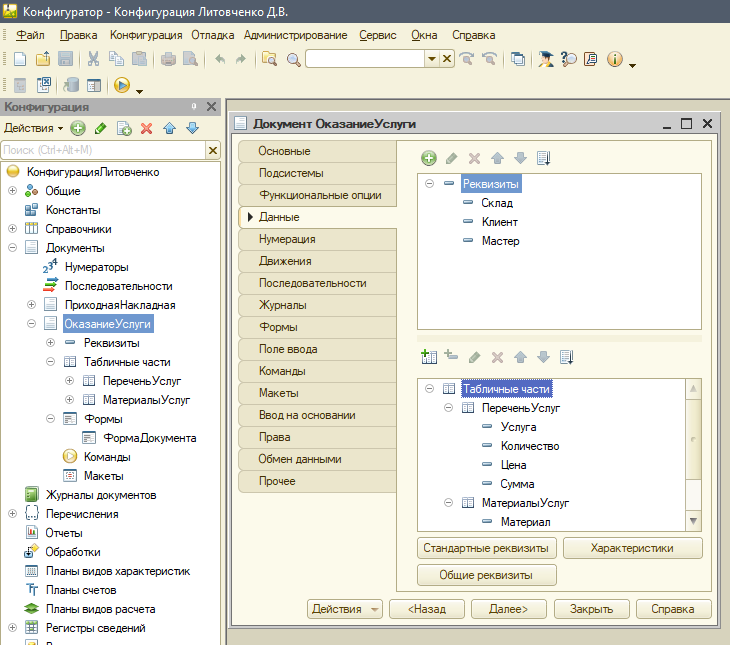 Конфигуратор - Конфигурация Литовченко Д.В.
Файл Правка Конфигурация Отладка Администрирование Сервис Окна Справка
Конфигурация
Действия
Поиск (Ctrl+Alt+M)
КонфигурацияЛитовченко
Общие
Константы
Справочники
Документы
Нумераторы
Последовательности
ПриходнаяНакладная
ОказаниеУслуги
Реквизиты
Табличные части
ПереченьУслуг
МатериалыУслуг
Формы
ФормаДокумента
Команды
Макеты
Журналы документов
Перечисления
Отчеты
Обработки
Планы видов характеристик
Планы счетов
Планы видов расчета
Регистры сведений
Документ ОказаниеУслуги
Основные
Подсистемы
Функциональные опции
Данные
Нумерация
Движения
Последовательности
Журналы
Формы
Поле ввода
Команды
Макеты
Ввод на основании
Права
Обмен данными
Прочее
Реквизиты
Склад
Клиент
Мастер
Табличные части
ПереченьУслуг
Услуга
Количество
Цена
Сумма
МатериалыУслуг
Материал
Стандартные реквизиты Характеристики
Общие реквизиты
Действия <Назад Далее> Закрыть Справка